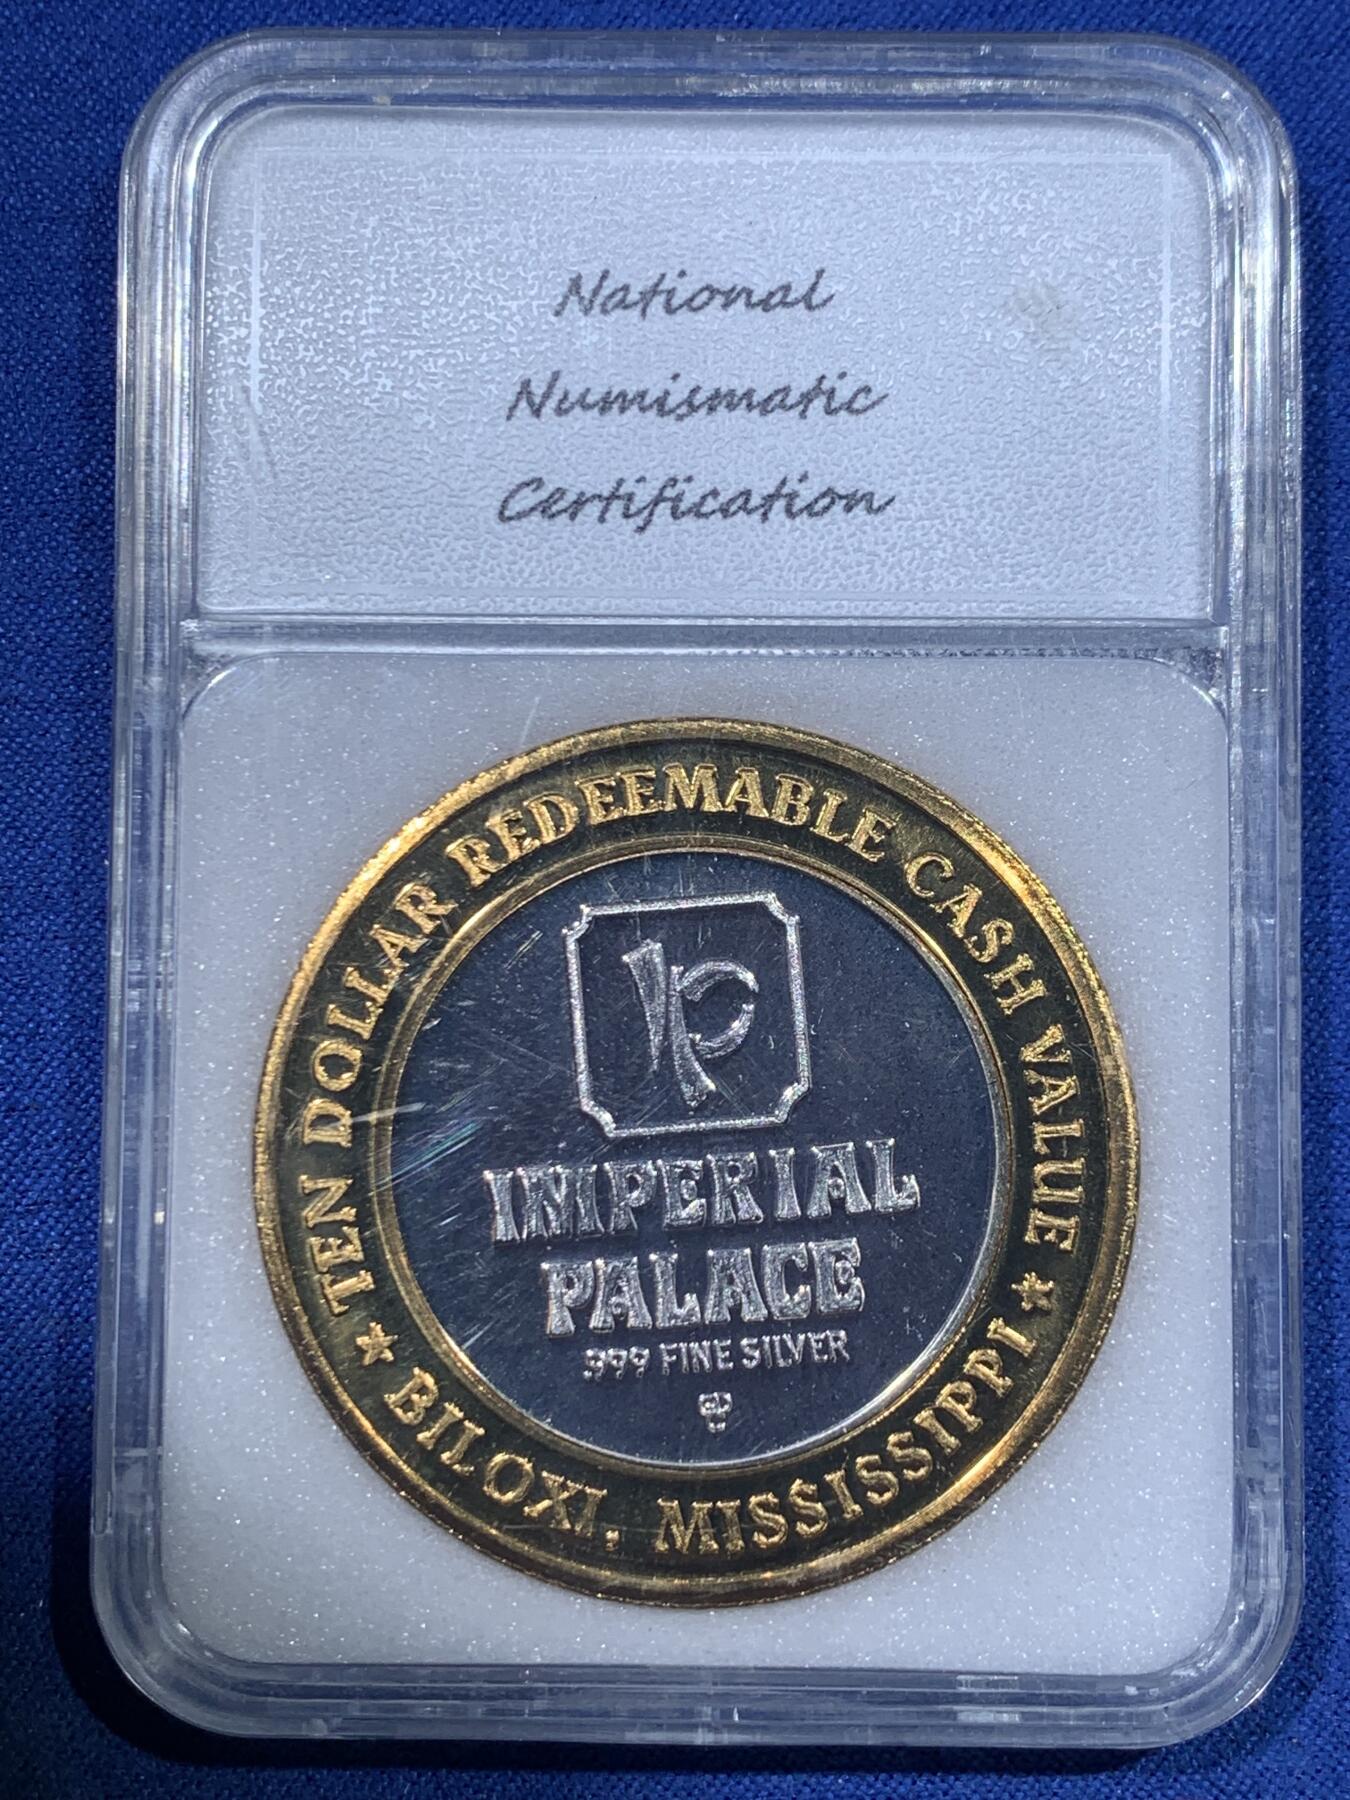 National
Numismatic
Certification
TEN DOLLAR REDEEMABLE CASH VALUE
IP
IMPERIAL
PALACE
.999 FINE SILVER
★ BILOXI, MISSISSIPPI ★